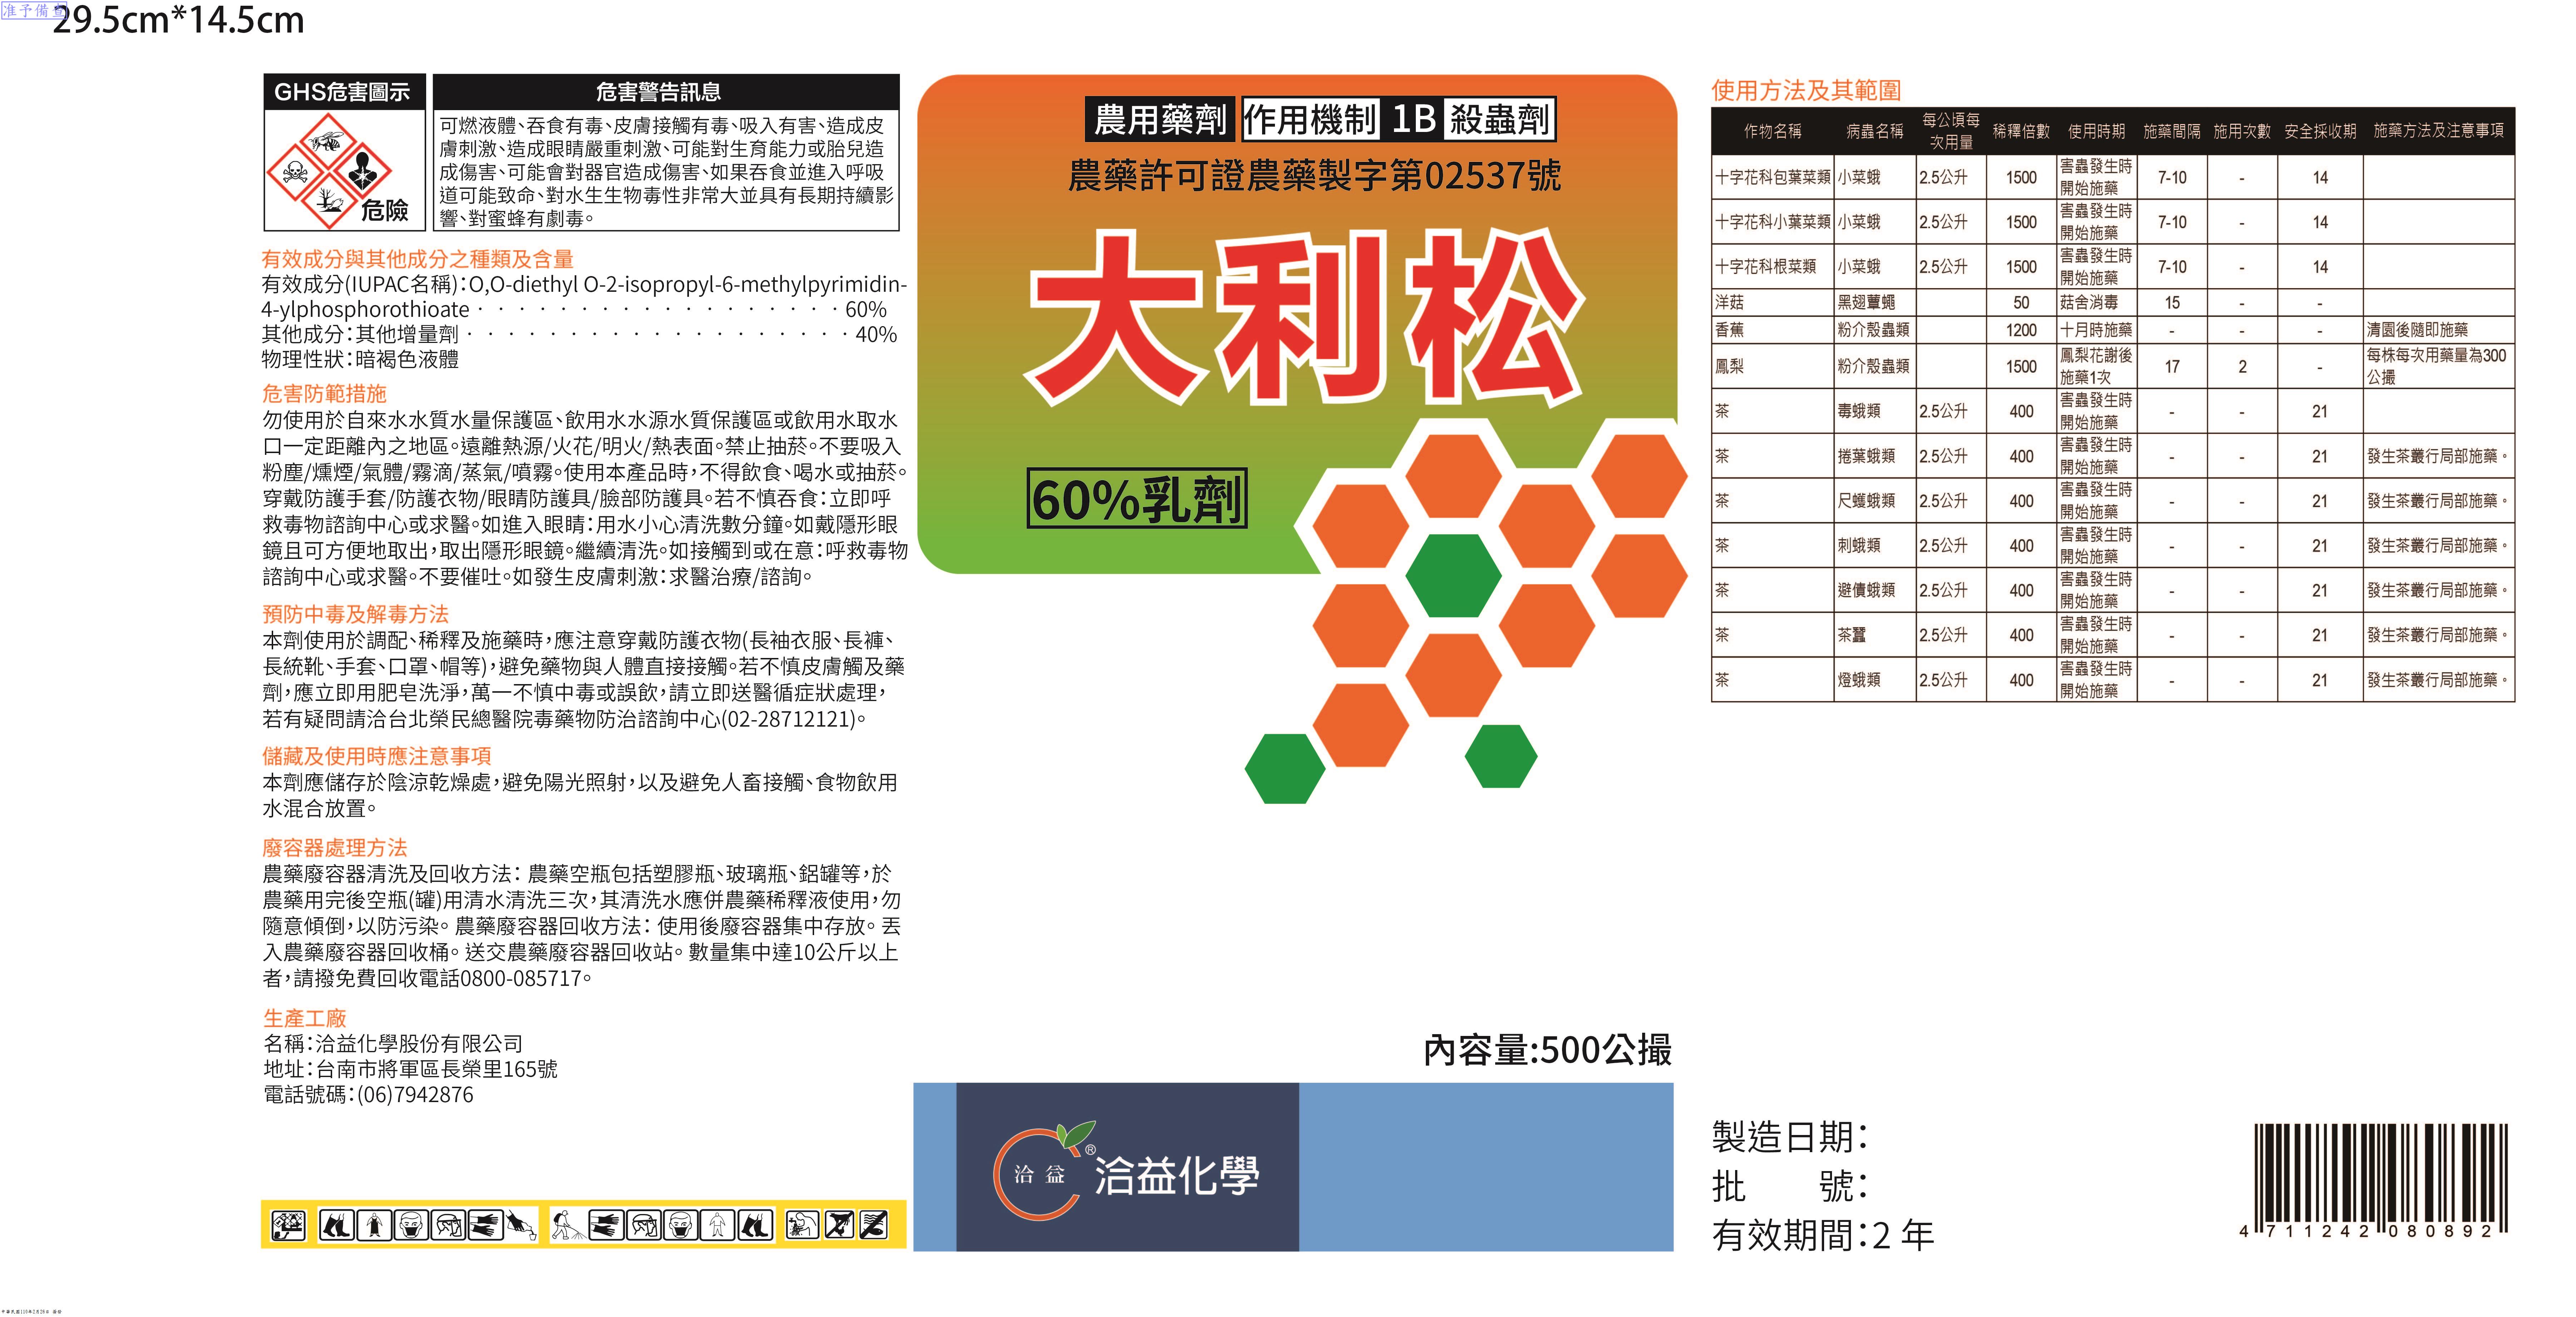 准予備查
29.5cm*14.5cm
GHS危害圖示
危害警告訊息
危險
可燃液體、吞食有毒、皮膚接觸有毒、吸入有害、造成皮
膚刺激、造成眼睛嚴重刺激、可能對生育能力或胎兒造
成傷害、可能會對器官造成傷害、如果吞食並進入呼吸
道可能致命、對水生生物毒性非常大並具有長期持續影
響、對蜜蜂有劇毒。
有效成分與其他成分之種類及含量
有效成分(IUPAC名稱):O,O-diethyl O-2-isopropyl-6-methylpyrimidin-
4-ylphosphorothioate · · · · · · · · · · · · · · · · · · 60%
其他成分:其他增量劑 · · · · · · · · · · · · · · · · · · · 40%
物理性狀:暗褐色液體
危害防範措施
勿使用於自來水水質水量保護區、飲用水水源水質保護區或飲用水取水
口一定距離內之地區。遠離熱源/火花/明火/熱表面。禁止抽菸。不要吸入
粉塵/燻煙/氣體/霧滴/蒸氣/噴霧。使用本產品時,不得飲食、喝水或抽菸。
穿戴防護手套/防護衣物/眼睛防護具/臉部防護具。若不慎吞食:立即呼
救毒物諮詢中心或求醫。如進入眼睛:用水小心清洗數分鐘。如戴隱形眼
鏡且可方便地取出,取出隱形眼鏡。繼續清洗。如接觸到或在意:呼救毒物
諮詢中心或求醫。不要催吐。如發生皮膚刺激:求醫治療/諮詢。
預防中毒及解毒方法
本劑使用於調配、稀釋及施藥時,應注意穿戴防護衣物(長袖衣服、長褲、
長統靴、手套、口罩、帽等),避免藥物與人體直接接觸。若不慎皮膚觸及藥
劑,應立即用肥皂洗淨,萬一不慎中毒或誤飲,請立即送醫循症狀處理,
若有疑問請洽台北榮民總醫院毒藥物防治諮詢中心(02-28712121)。
儲藏及使用時應注意事項
本劑應儲存於陰涼乾燥處,避免陽光照射,以及避免人畜接觸、食物飲用
水混合放置。
廢容器處理方法
農藥廢容器清洗及回收方法: 農藥空瓶包括塑膠瓶、玻璃瓶、鋁罐等,於
農藥用完後空瓶(罐)用清水清洗三次,其清洗水應併農藥稀釋液使用,勿
隨意傾倒,以防污染。 農藥廢容器回收方法: 使用後廢容器集中存放。 丟
入農藥廢容器回收桶。 送交農藥廢容器回收站。 數量集中達10公斤以上
者,請撥免費回收電話0800-085717。
生產工廠
名稱:洽益化學股份有限公司
地址:台南市將軍區長榮里165號
電話號碼:(06)7942876
農用藥劑 作用機制 1B 殺蟲劑
農藥許可證農藥製字第02537號
大利松
60%乳劑
內容量:500公撮
洽益 ® 洽益化學
使用方法及其範圍
作物名稱 病蟲名稱 每公頃每次用量 稀釋倍數 使用時期 施藥間隔 施用次數 安全採收期 施藥方法及注意事項
十字花科包葉菜類 小菜蛾 2.5公升 1500 害蟲發生時開始施藥 7-10 - 14
十字花科小葉菜類 小菜蛾 2.5公升 1500 害蟲發生時開始施藥 7-10 - 14
十字花科根菜類 小菜蛾 2.5公升 1500 害蟲發生時開始施藥 7-10 - 14
洋菇 黑翅蕈蠅 50 菇舍消毒 15 - -
香蕉 粉介殼蟲類 1200 十月時施藥 - - - 清園後隨即施藥
鳳梨 粉介殼蟲類 1500 鳳梨花謝後施藥1次 17 2 - 每株每次用藥量為300公撮
茶 毒蛾類 2.5公升 400 害蟲發生時開始施藥 - - 21
茶 捲葉蛾類 2.5公升 400 害蟲發生時開始施藥 - - 21 發生茶叢行局部施藥。
茶 尺蠖蛾類 2.5公升 400 害蟲發生時開始施藥 - - 21 發生茶叢行局部施藥。
茶 刺蛾類 2.5公升 400 害蟲發生時開始施藥 - - 21 發生茶叢行局部施藥。
茶 避債蛾類 2.5公升 400 害蟲發生時開始施藥 - - 21 發生茶叢行局部施藥。
茶 茶蠶 2.5公升 400 害蟲發生時開始施藥 - - 21 發生茶叢行局部施藥。
茶 燈蛾類 2.5公升 400 害蟲發生時開始施藥 - - 21 發生茶叢行局部施藥。
製造日期:
批 號:
有效期間:2 年
4 711242 080892